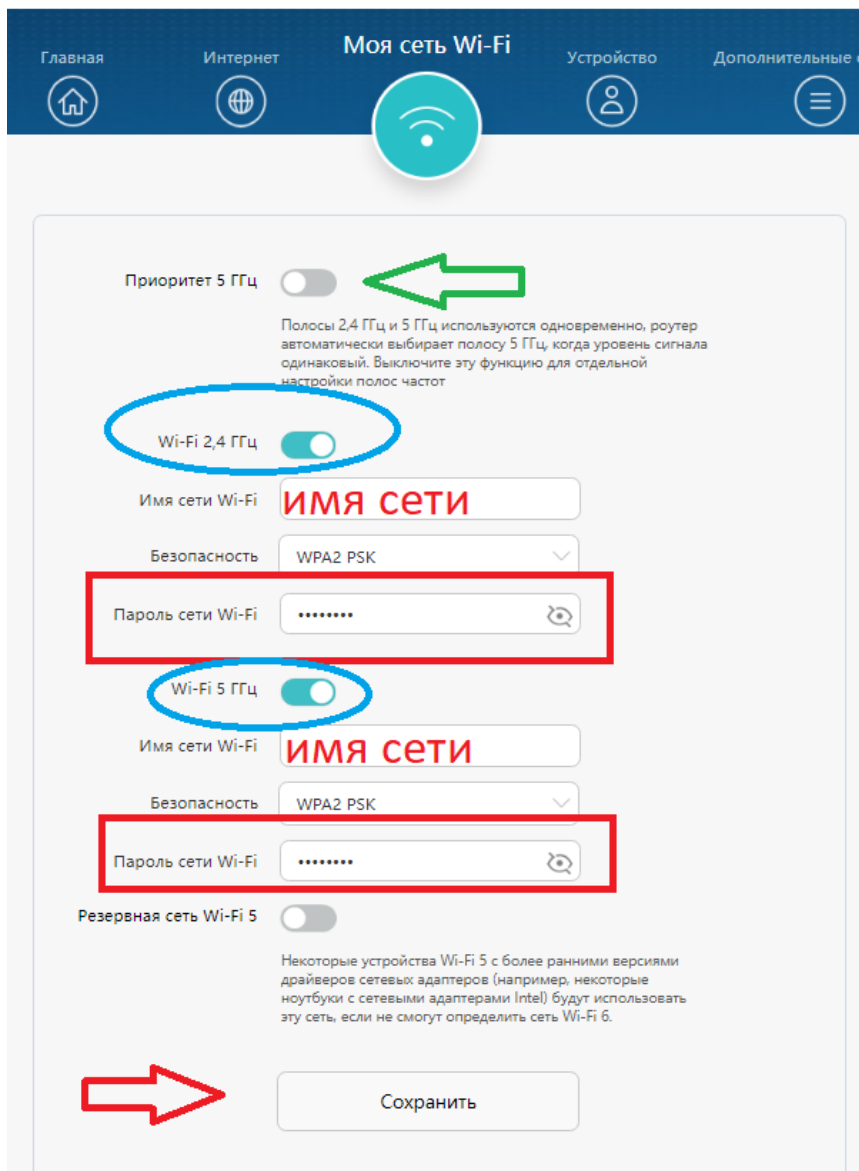 Главная
Интернет
Моя сеть Wi-Fi
Устройство
Дополнительные
Приоритет 5 ГГц
Полосы 2,4 ГГц и 5 ГГц используются одновременно, роутер
автоматически выбирает полосу 5 ГГц, когда уровень сигнала
одинаковый. Выключите эту функцию для отдельной
настройки полос частот
Wi-Fi 2,4 ГГц
Имя сети Wi-Fi имя сети
Безопасность WPA2 PSK
Пароль сети Wi-Fi ••••••••
Wi-Fi 5 ГГц
Имя сети Wi-Fi имя сети
Безопасность WPA2 PSK
Пароль сети Wi-Fi ••••••••
Резервная сеть Wi-Fi 5
Некоторые устройства Wi-Fi 5 с более ранними версиями
драйверов сетевых адаптеров (например, некоторые
ноутбуки с сетевыми адаптерами Intel) будут использовать
эту сеть, если не смогут определить сеть Wi-Fi 6.
Сохранить